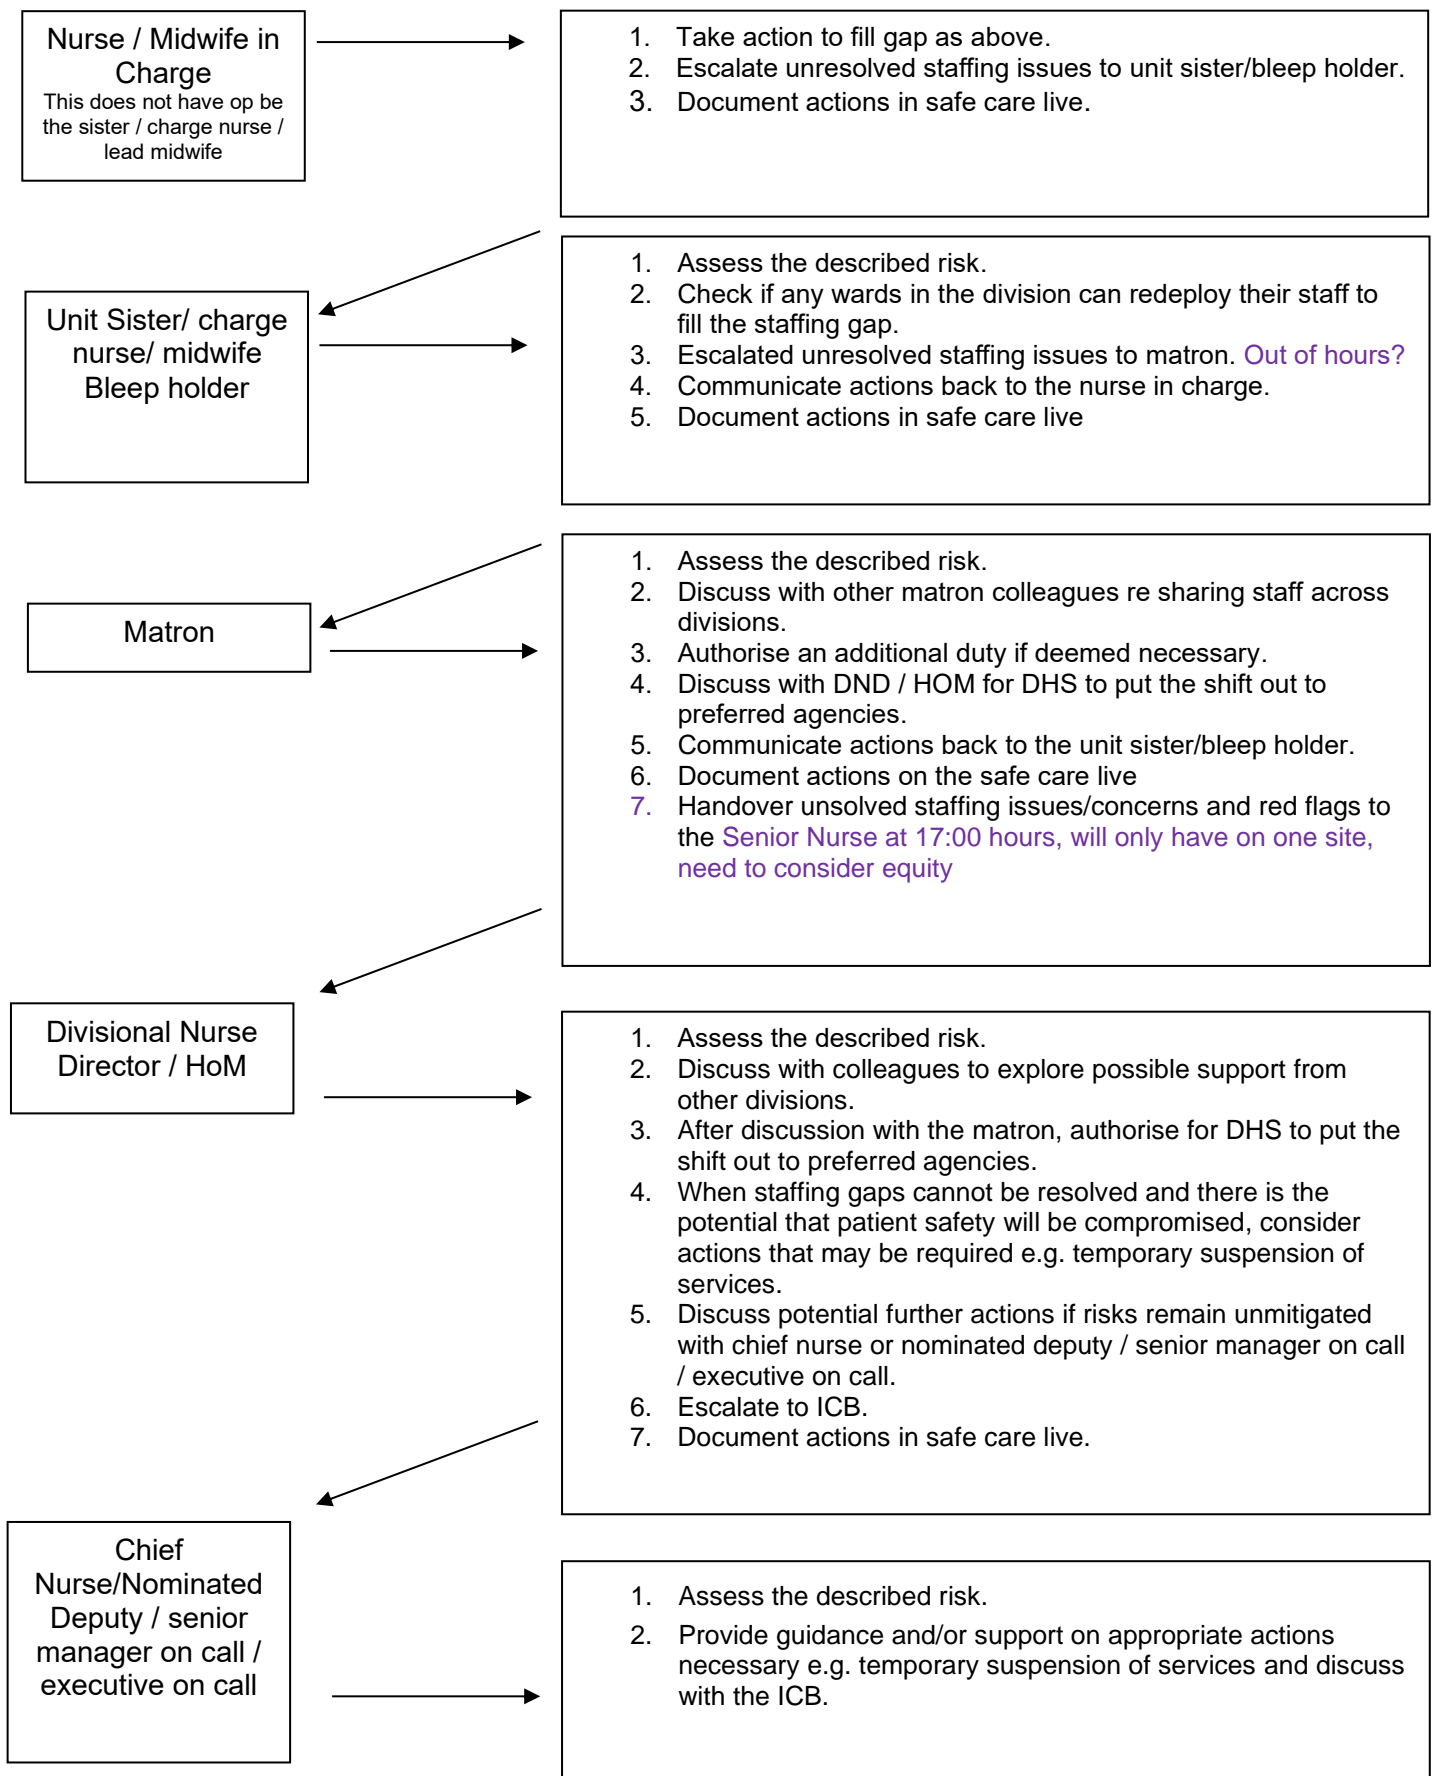 Nurse / Midwife in
Charge
This does not have op be
the sister / charge nurse /
lead midwife
1. Take action to fill gap as above.
2. Escalate unresolved staffing issues to unit sister/bleep holder.
3. Document actions in safe care live.
Unit Sister/ charge
nurse/ midwife
Bleep holder
1. Assess the described risk.
2. Check if any wards in the division can redeploy their staff to
fill the staffing gap.
3. Escalated unresolved staffing issues to matron. Out of hours?
4. Communicate actions back to the nurse in charge.
5. Document actions in safe care live
Matron
1. Assess the described risk.
2. Discuss with other matron colleagues re sharing staff across
divisions.
3. Authorise an additional duty if deemed necessary.
4. Discuss with DND / HOM for DHS to put the shift out to
preferred agencies.
5. Communicate actions back to the unit sister/bleep holder.
6. Document actions on the safe care live
7. Handover unsolved staffing issues/concerns and red flags to
the Senior Nurse at 17:00 hours, will only have on one site,
need to consider equity
Divisional Nurse
Director / HoM
1. Assess the described risk.
2. Discuss with colleagues to explore possible support from
other divisions.
3. After discussion with the matron, authorise for DHS to put the
shift out to preferred agencies.
4. When staffing gaps cannot be resolved and there is the
potential that patient safety will be compromised, consider
actions that may be required e.g. temporary suspension of
services.
5. Discuss potential further actions if risks remain unmitigated
with chief nurse or nominated deputy / senior manager on call
/ executive on call.
6. Escalate to ICB.
7. Document actions in safe care live.
Chief
Nurse/Nominated
Deputy / senior
manager on call /
executive on call
1. Assess the described risk.
2. Provide guidance and/or support on appropriate actions
necessary e.g. temporary suspension of services and discuss
with the ICB.